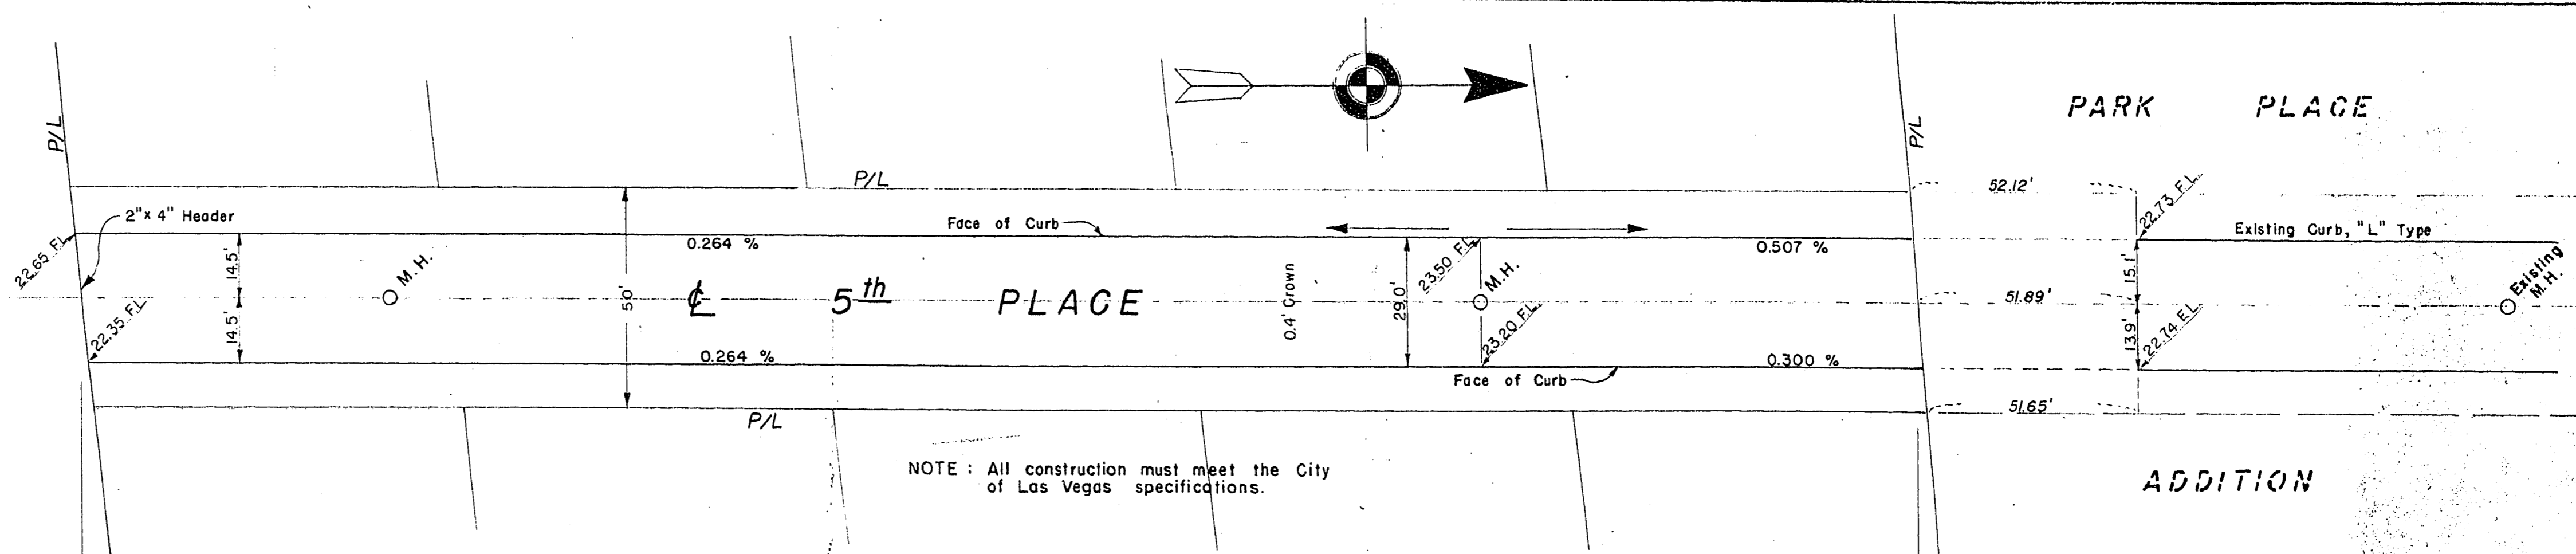 PARK PLACE
P/L
P/L
P/L
52.12'
22.73 F.L.
2"x 4" Header
Face of Curb
Existing Curb, "L" Type
22.65 F.L.
0.264 %
0.507 %
14.5'
M.H.
23.50 F.L.
M.H.
15.1'
Existing
M.H.
50'
℄ 5th PLACE
0.4' Crown
29.0'
51.89'
22.35 F.L.
14.5'
23.20 F.L.
13.9'
22.74 F.L.
0.264 %
0.300 %
Face of Curb
51.65'
P/L
NOTE : All construction must meet the City
of Las Vegas specifications.
ADDITION